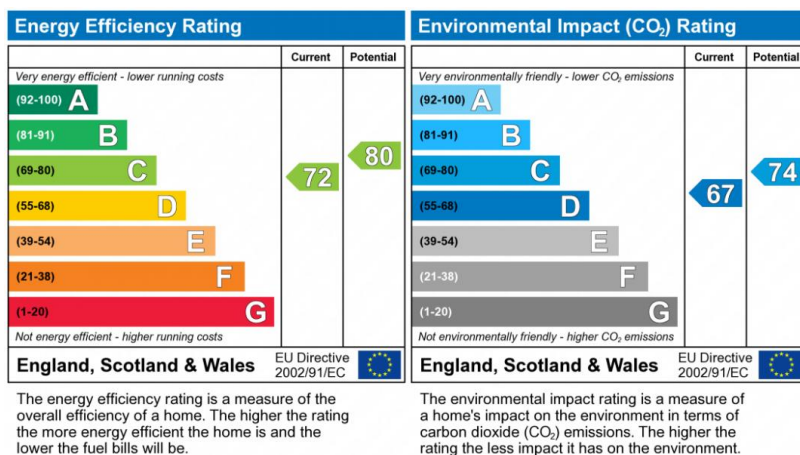 Energy Efficiency Rating
Current Potential
Very energy efficient - lower running costs
(92-100) A
(81-91) B
(69-80) C
(55-68) D
(39-54) E
(21-38) F
(1-20) G
72
80
Not energy efficient - higher running costs
England, Scotland & Wales
EU Directive
2002/91/EC
The energy efficiency rating is a measure of the
overall efficiency of a home. The higher the rating
the more energy efficient the home is and the
lower the fuel bills will be.
Environmental Impact (CO₂) Rating
Current Potential
Very environmentally friendly - lower CO₂ emissions
(92-100) A
(81-91) B
(69-80) C
(55-68) D
(39-54) E
(21-38) F
(1-20) G
67
74
Not environmentally friendly - higher CO₂ emissions
England, Scotland & Wales
EU Directive
2002/91/EC
The environmental impact rating is a measure of
a home's impact on the environment in terms of
carbon dioxide (CO₂) emissions. The higher the
rating the less impact it has on the environment.